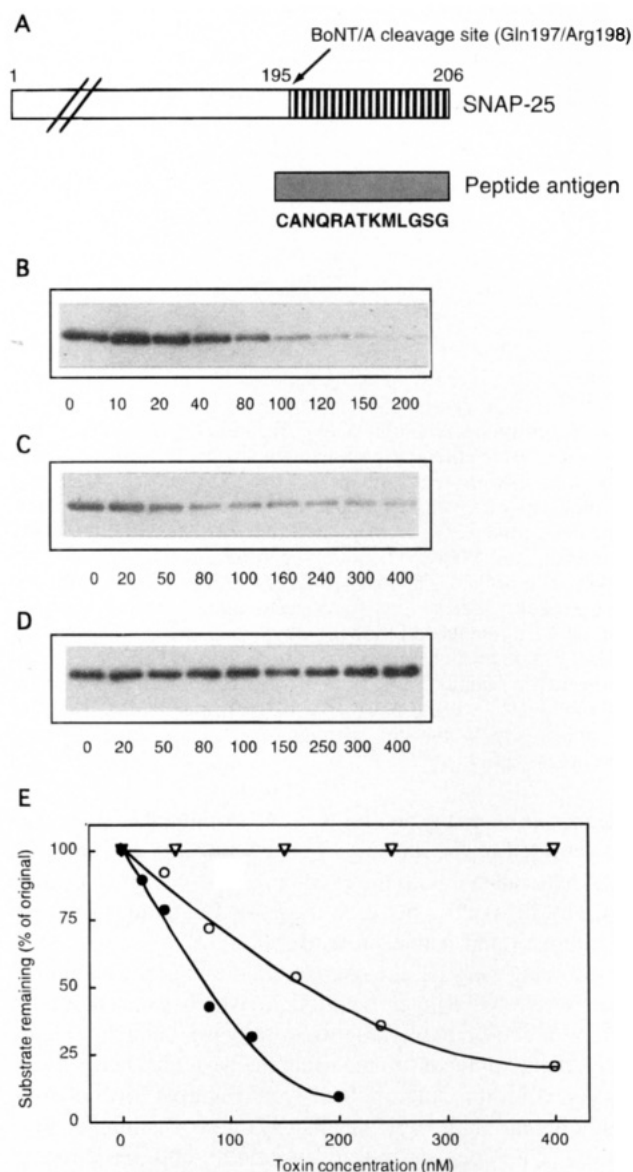 A
BoNT/A cleavage site (Gln197/Arg198)
1 195 206
SNAP-25
Peptide antigen
CANQRATKMLGSG
B
0 10 20 40 80 100 120 150 200
C
0 20 50 80 100 160 240 300 400
D
0 20 50 80 100 150 250 300 400
E
Substrate remaining (% of original)
100
75
50
25
0
0 100 200 300 400
Toxin concentration (nM)